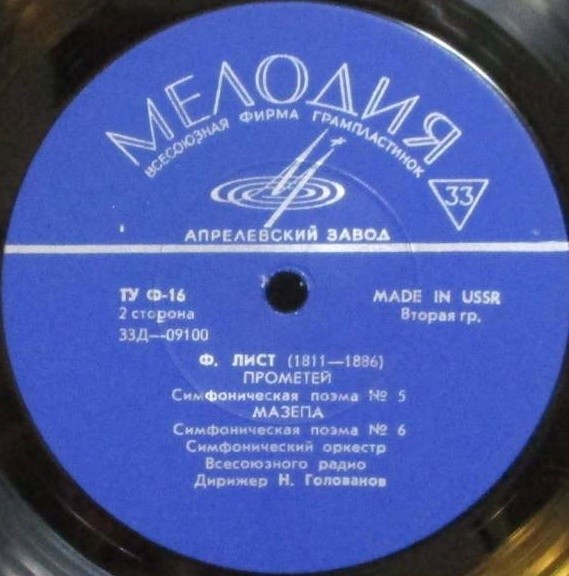 МЕЛОДИЯ
ВСЕСОЮЗНАЯ ФИРМА ГРАМПЛАСТИНОК
33
АПРЕЛЕВСКИЙ ЗАВОД
ТУ Ф-16
MADE IN USSR
2 сторона
Вторая гр.
33Д—09100
Ф. ЛИСТ (1811—1886)
ПРОМЕТЕЙ
Симфоническая поэма № 5
МАЗЕПА
Симфоническая поэма № 6
Симфонический оркестр
Всесоюзного радио
Дирижер Н. Голованов